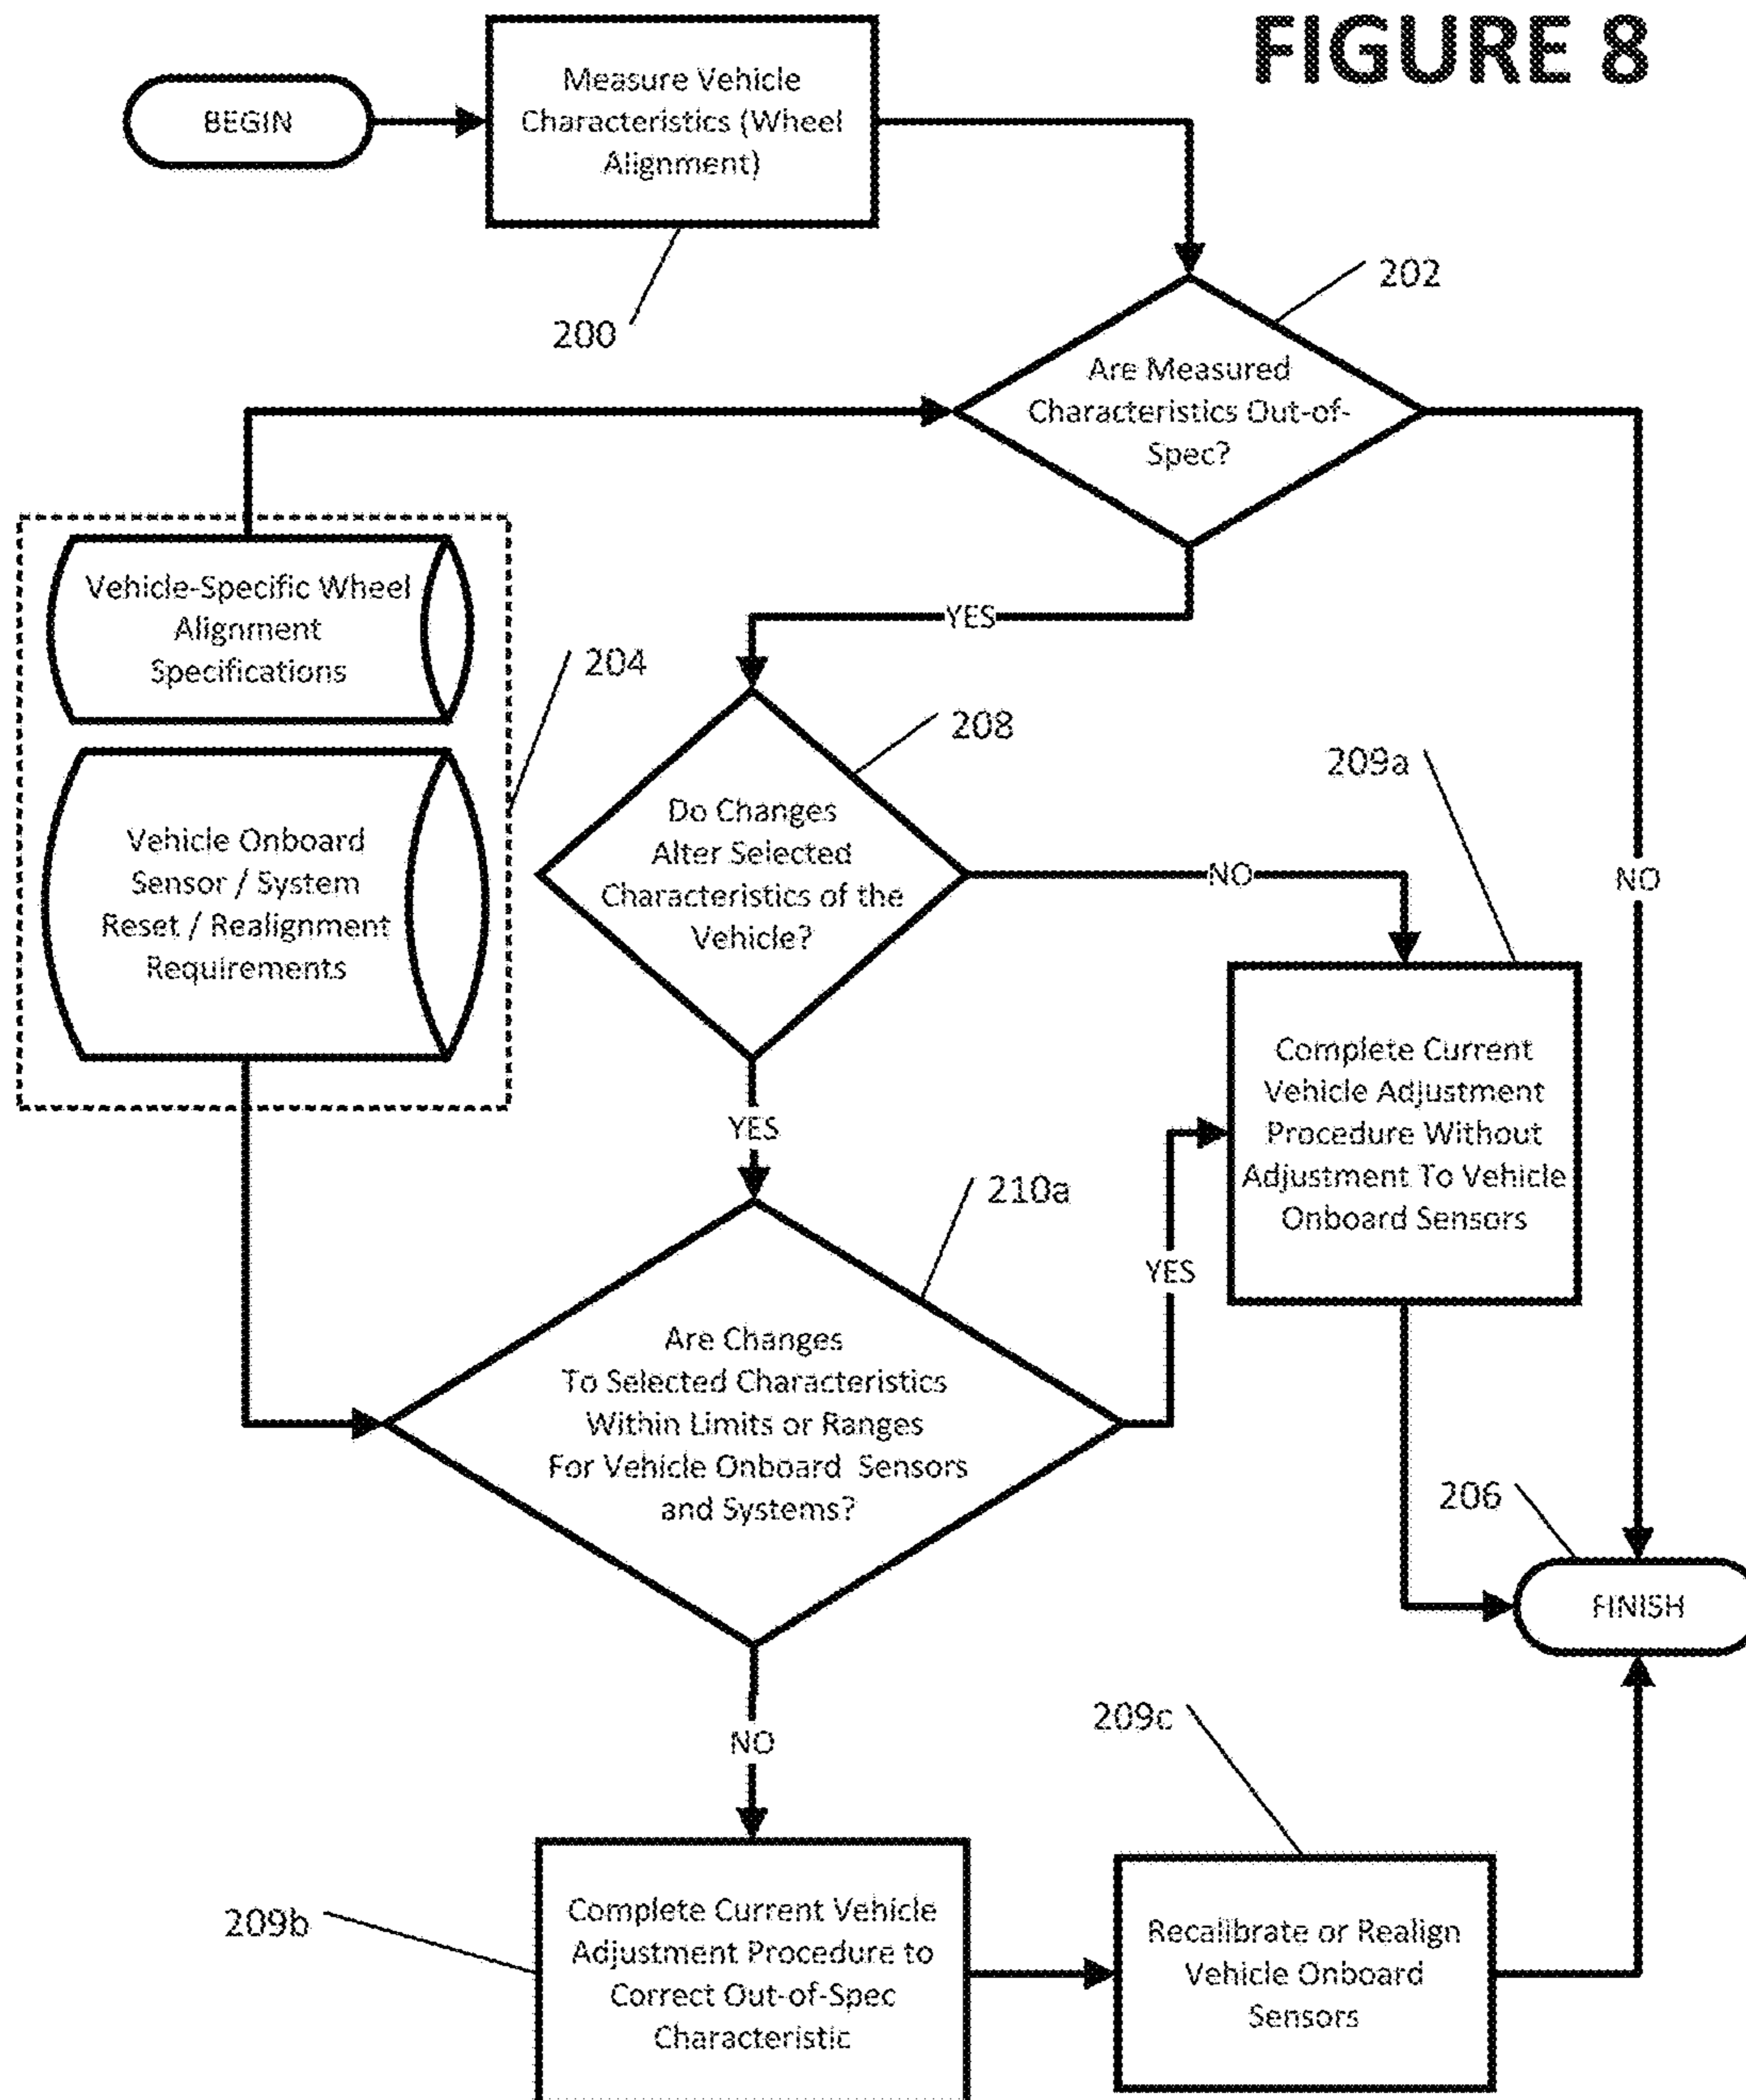 FIGURE 8
BEGIN
Measure Vehicle
Characteristics (Wheel
Alignment)
200
202
Are Measured
Characteristics Out-of-
Spec?
Vehicle-Specific Wheel
Alignment
Specifications
YES
204
208
209a
Do Changes
Alter Selected
Characteristics of the
Vehicle?
NO
NO
Vehicle Onboard
Sensor / System
Reset / Realignment
Requirements
YES
Complete Current
Vehicle Adjustment
Procedure Without
Adjustment To Vehicle
Onboard Sensors
210a
YES
Are Changes
To Selected Characteristics
Within Limits or Ranges
For Vehicle Onboard Sensors
and Systems?
206
FINISH
NO
209c
209b
Complete Current Vehicle
Adjustment Procedure to
Correct Out-of-Spec
Characteristic
Recalibrate or Realign
Vehicle Onboard
Sensors